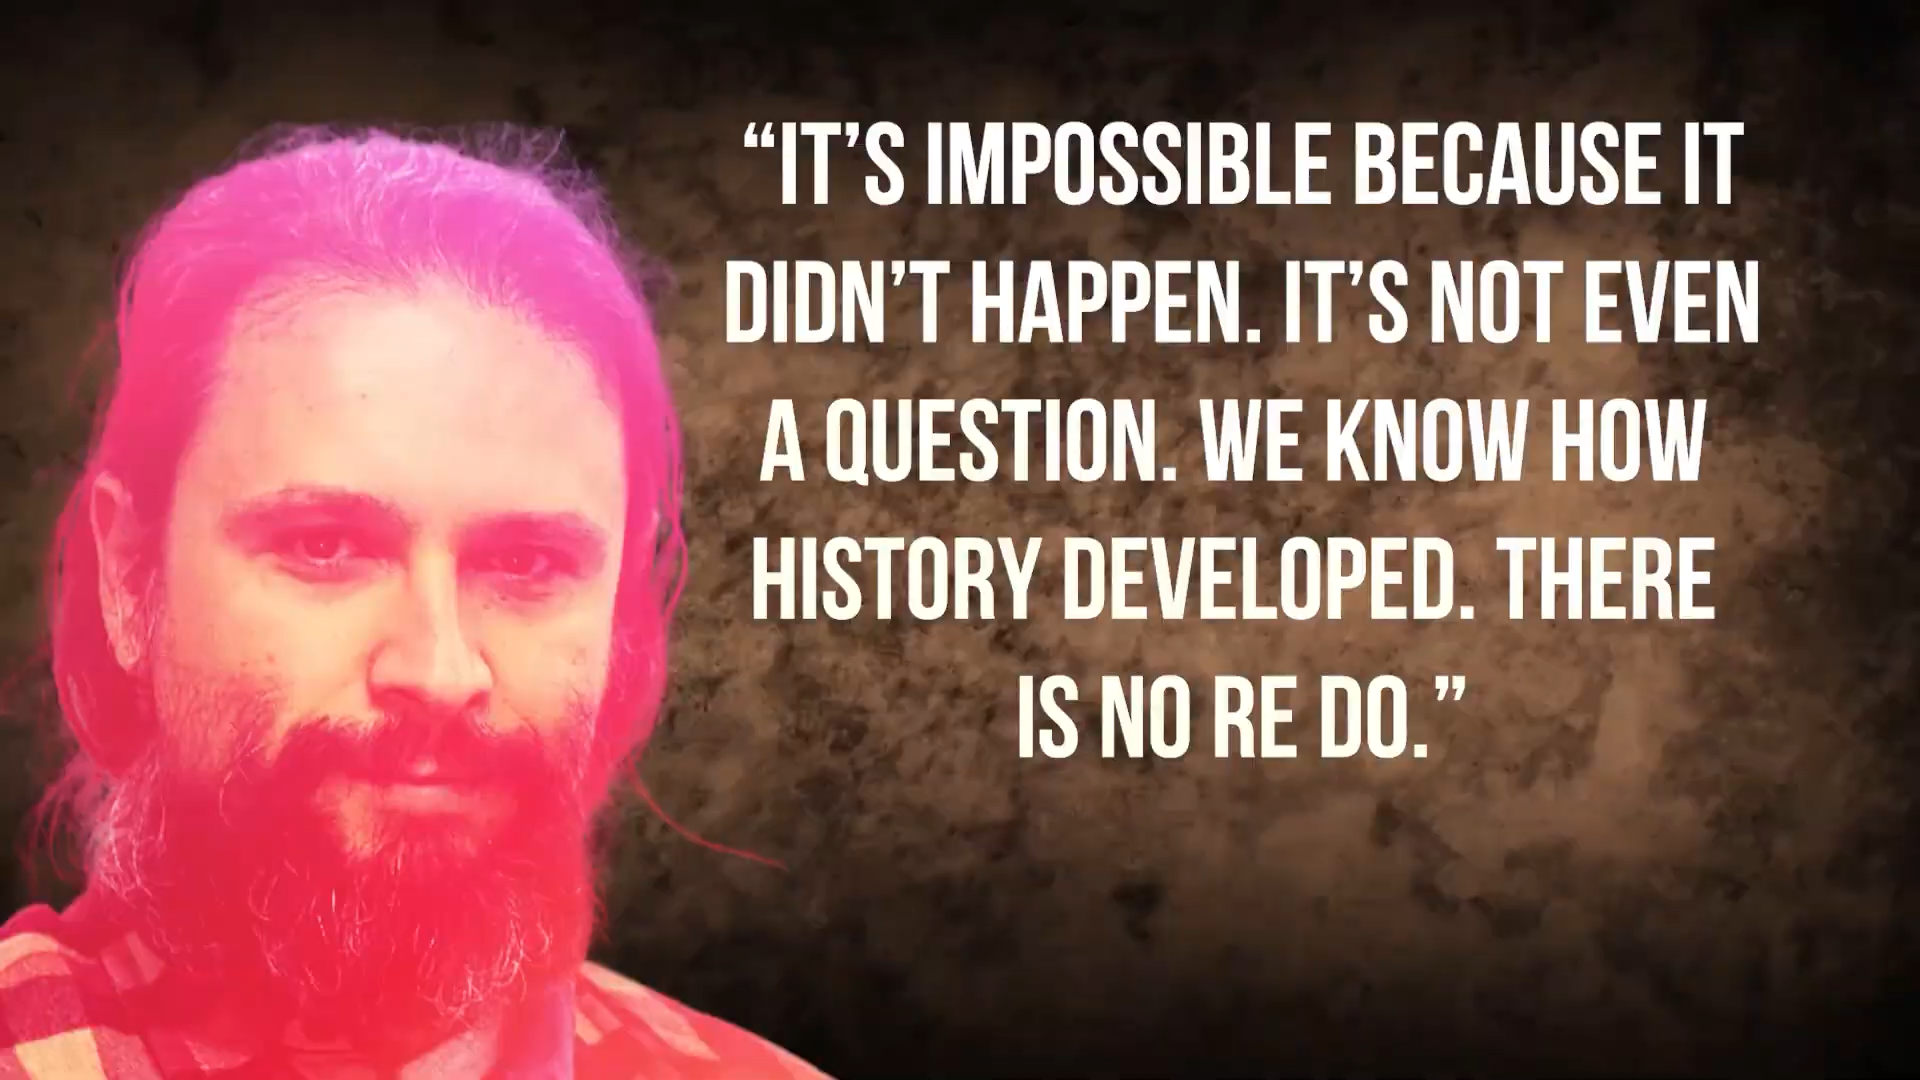 “IT’S IMPOSSIBLE BECAUSE IT
DIDN’T HAPPEN. IT’S NOT EVEN
A QUESTION. WE KNOW HOW
HISTORY DEVELOPED. THERE
IS NO RE DO.”